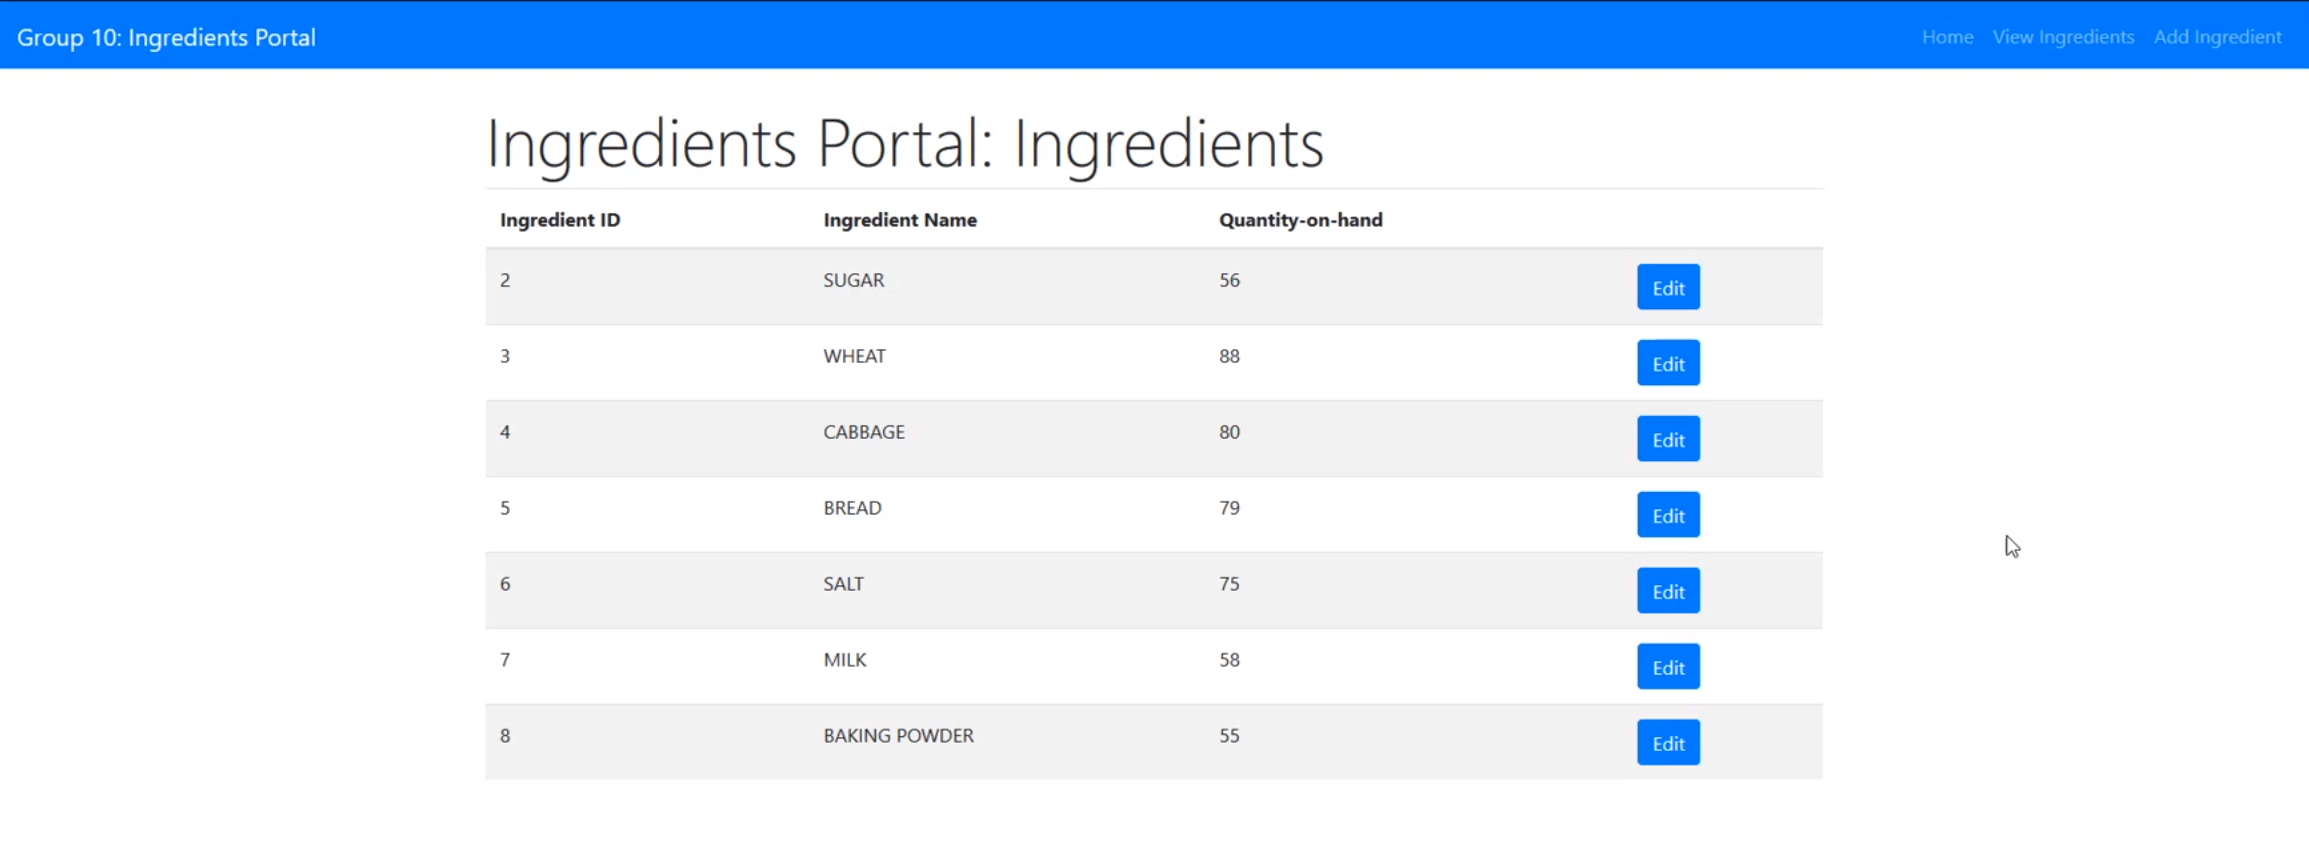 Group 10: Ingredients Portal Home View Ingredients Add Ingredient
Ingredients Portal: Ingredients
Ingredient ID Ingredient Name Quantity-on-hand
2 SUGAR 56 Edit
3 WHEAT 88 Edit
4 CABBAGE 80 Edit
5 BREAD 79 Edit
6 SALT 75 Edit
7 MILK 58 Edit
8 BAKING POWDER 55 Edit